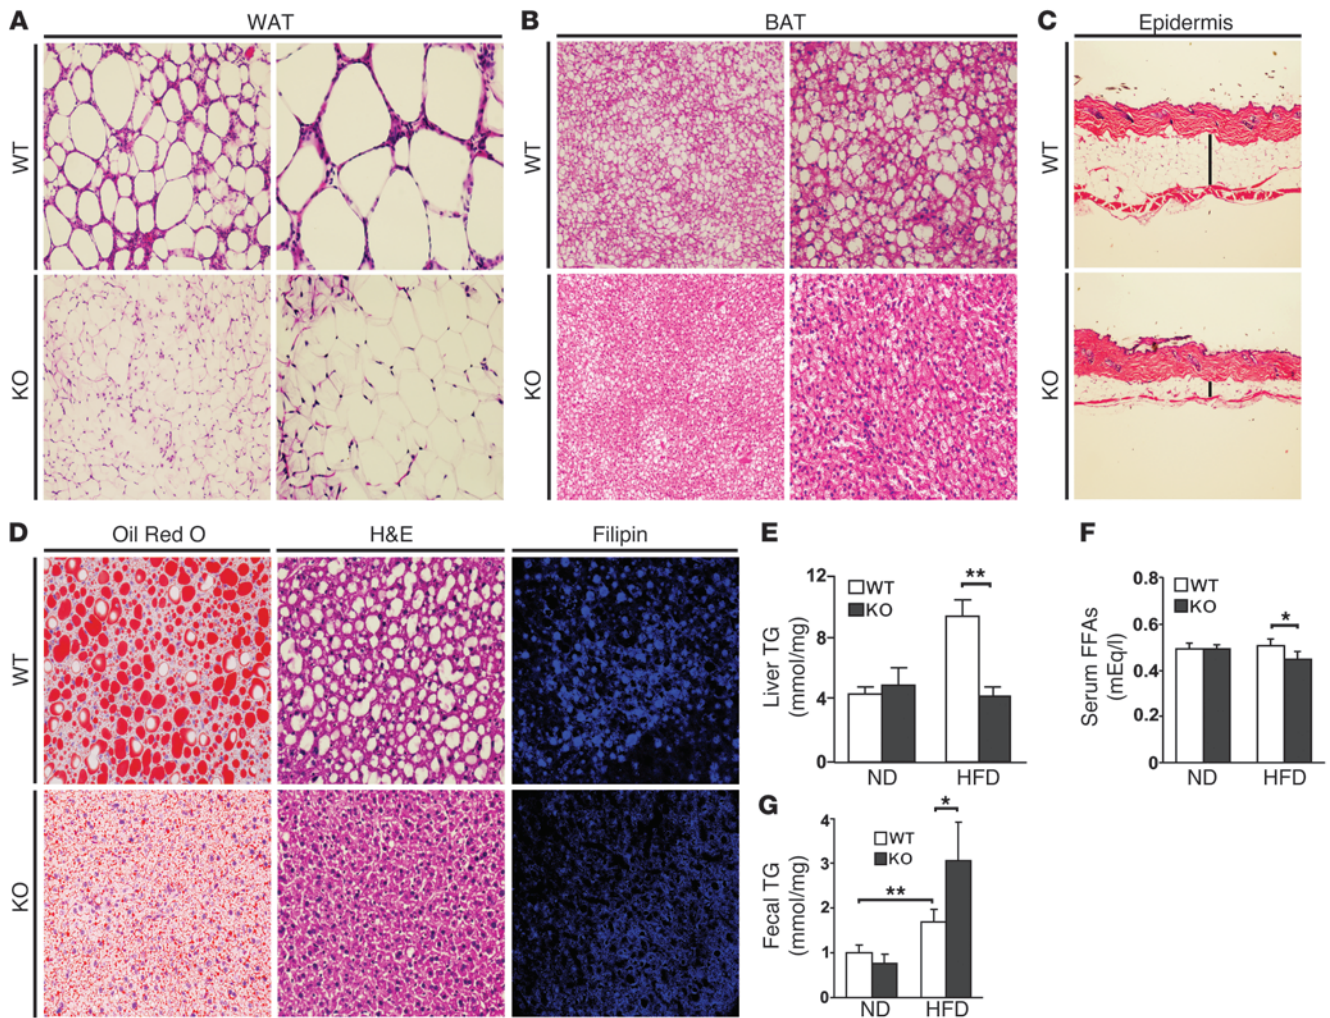 A
WAT
WT
KO
B
BAT
WT
KO
C
Epidermis
WT
KO
D
Oil Red O
H&E
Filipin
WT
KO
E
Liver TG
(mmol/mg)
12
8
4
0
WT
KO
**
ND
HFD
F
Serum FFAs
(mEq/l)
0.8
0.6
0.4
0.2
0
WT
KO
*
ND
HFD
G
Fecal TG
(mmol/mg)
4
3
2
1
0
WT
KO
**
*
ND
HFD